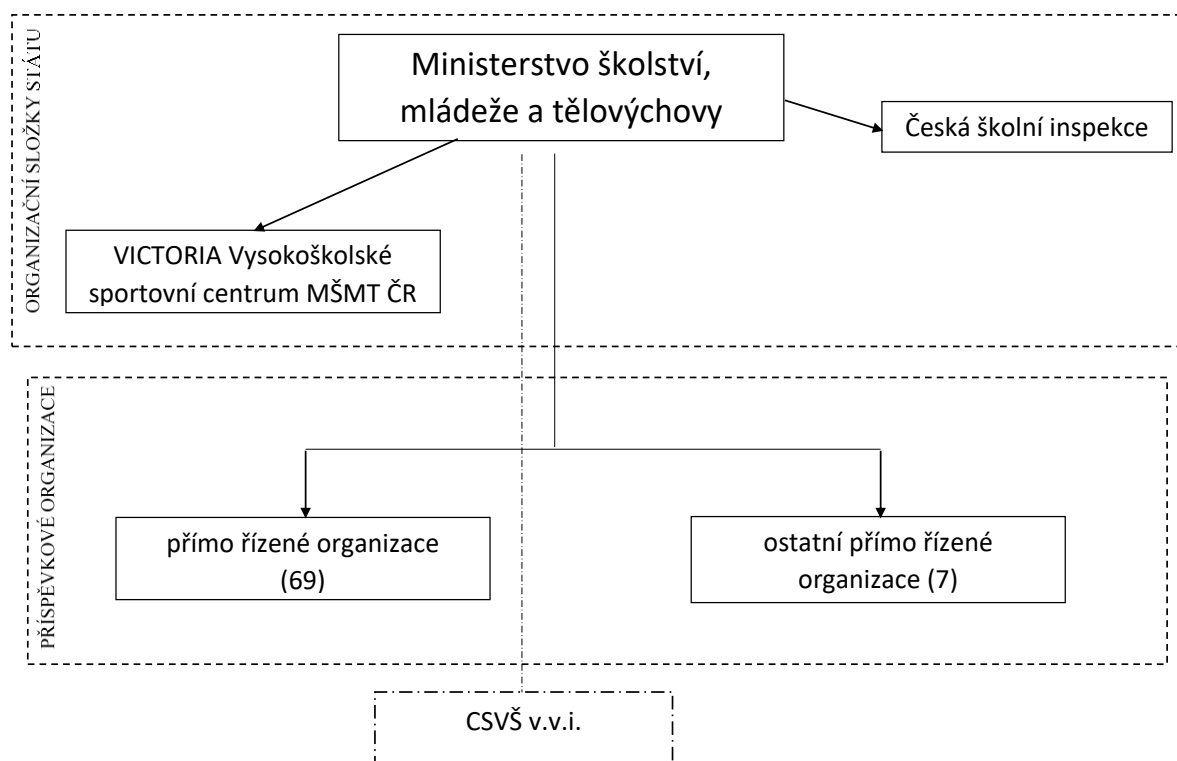 ORGANIZAČNÍ SLOŽKY STÁTU
Ministerstvo školství,
mládeže a tělovýchovy
Česká školní inspekce
VICTORIA Vysokoškolské
sportovní centrum MŠMT ČR
PŘÍSPĚVKOVÉ ORGANIZACE
přímo řízené organizace
(69)
ostatní přímo řízené
organizace (7)
CSVŠ v.v.i.